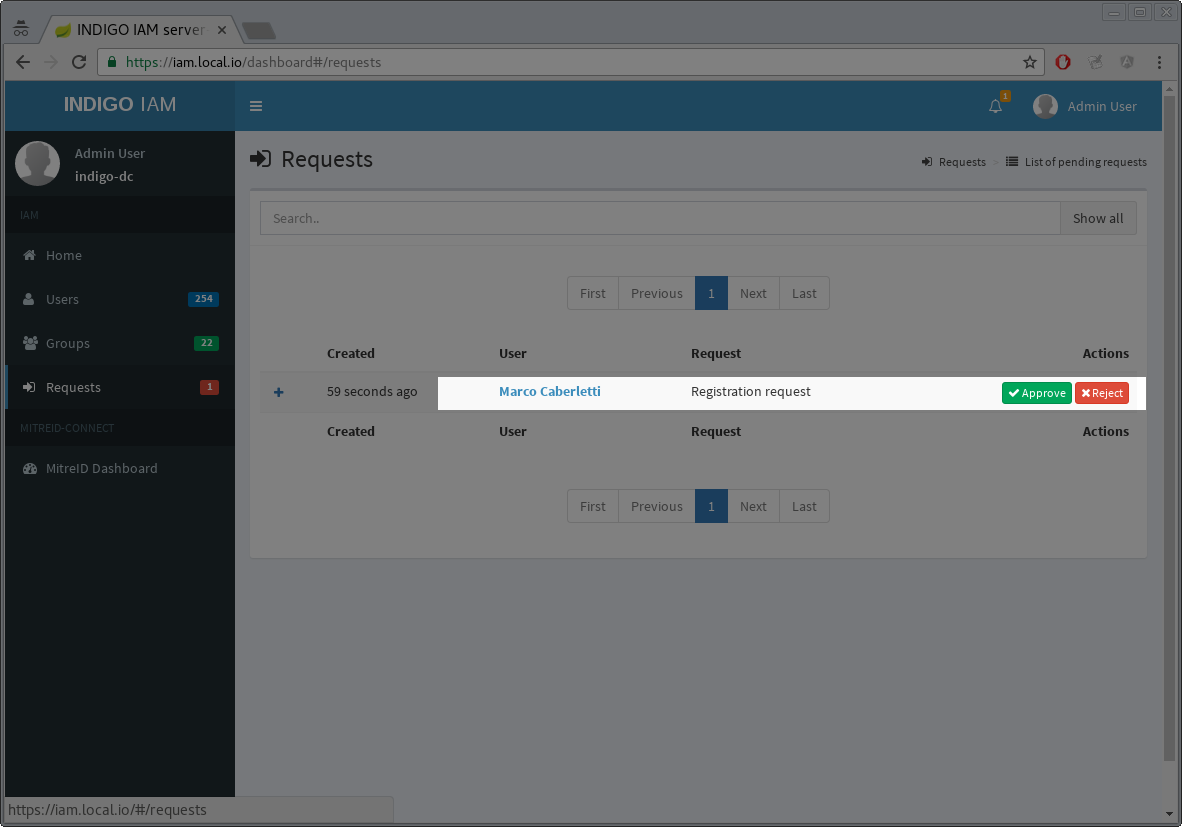 INDIGO IAM server
https://iam.local.io/dashboard#/requests
INDIGO IAM
1
Admin User
Admin User
indigo-dc
Requests
Requests > List of pending requests
IAM
Search..
Show all
Home
Users 254
First Previous 1 Next Last
Groups 22
Created User Request Actions
Requests 1
59 seconds ago Marco Caberletti Registration request Approve Reject
MITREID-CONNECT
Created User Request Actions
MitreID Dashboard
First Previous 1 Next Last
https://iam.local.io/#/requests